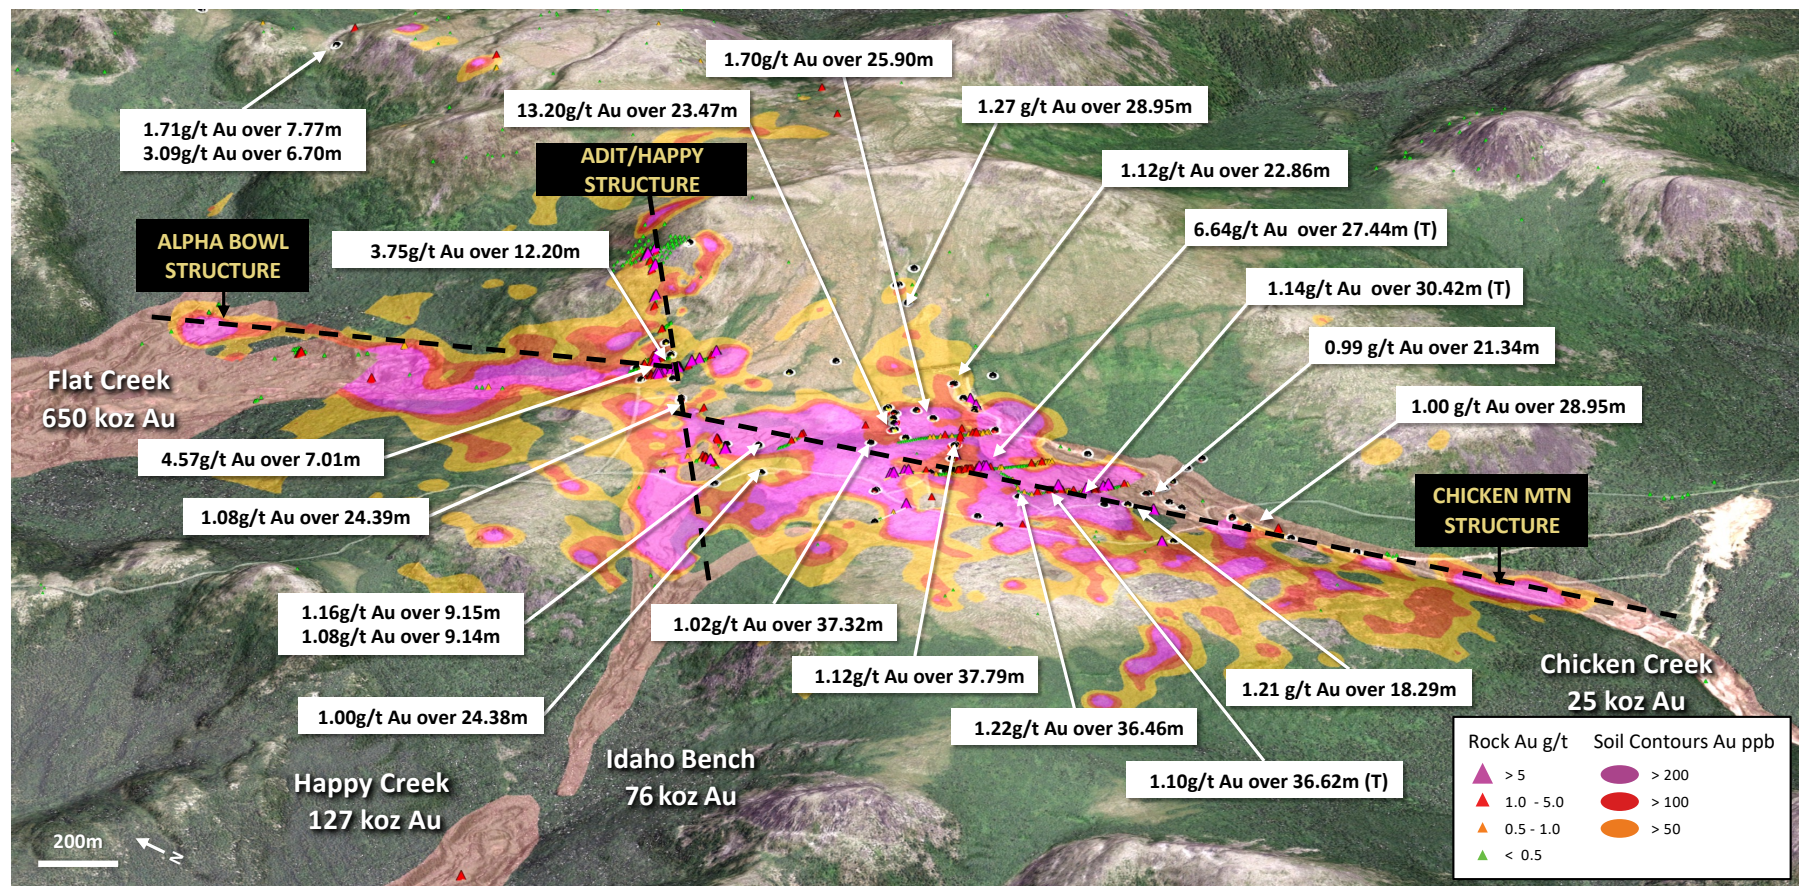 1.70g/t Au over 25.90m
13.20g/t Au over 23.47m
1.27 g/t Au over 28.95m
1.71g/t Au over 7.77m
3.09g/t Au over 6.70m
ADIT/HAPPY
STRUCTURE
1.12g/t Au over 22.86m
6.64g/t Au over 27.44m (T)
ALPHA BOWL
STRUCTURE
3.75g/t Au over 12.20m
1.14g/t Au over 30.42m (T)
0.99 g/t Au over 21.34m
Flat Creek
650 koz Au
1.00 g/t Au over 28.95m
4.57g/t Au over 7.01m
1.08g/t Au over 24.39m
CHICKEN MTN
STRUCTURE
1.16g/t Au over 9.15m
1.08g/t Au over 9.14m
1.02g/t Au over 37.32m
1.12g/t Au over 37.79m
1.21 g/t Au over 18.29m
Chicken Creek
25 koz Au
1.00g/t Au over 24.38m
1.22g/t Au over 36.46m
Idaho Bench
76 koz Au
Happy Creek
127 koz Au
1.10g/t Au over 36.62m (T)
200m
N
Rock Au g/t
> 5
1.0 - 5.0
0.5 - 1.0
< 0.5
Soil Contours Au ppb
> 200
> 100
> 50